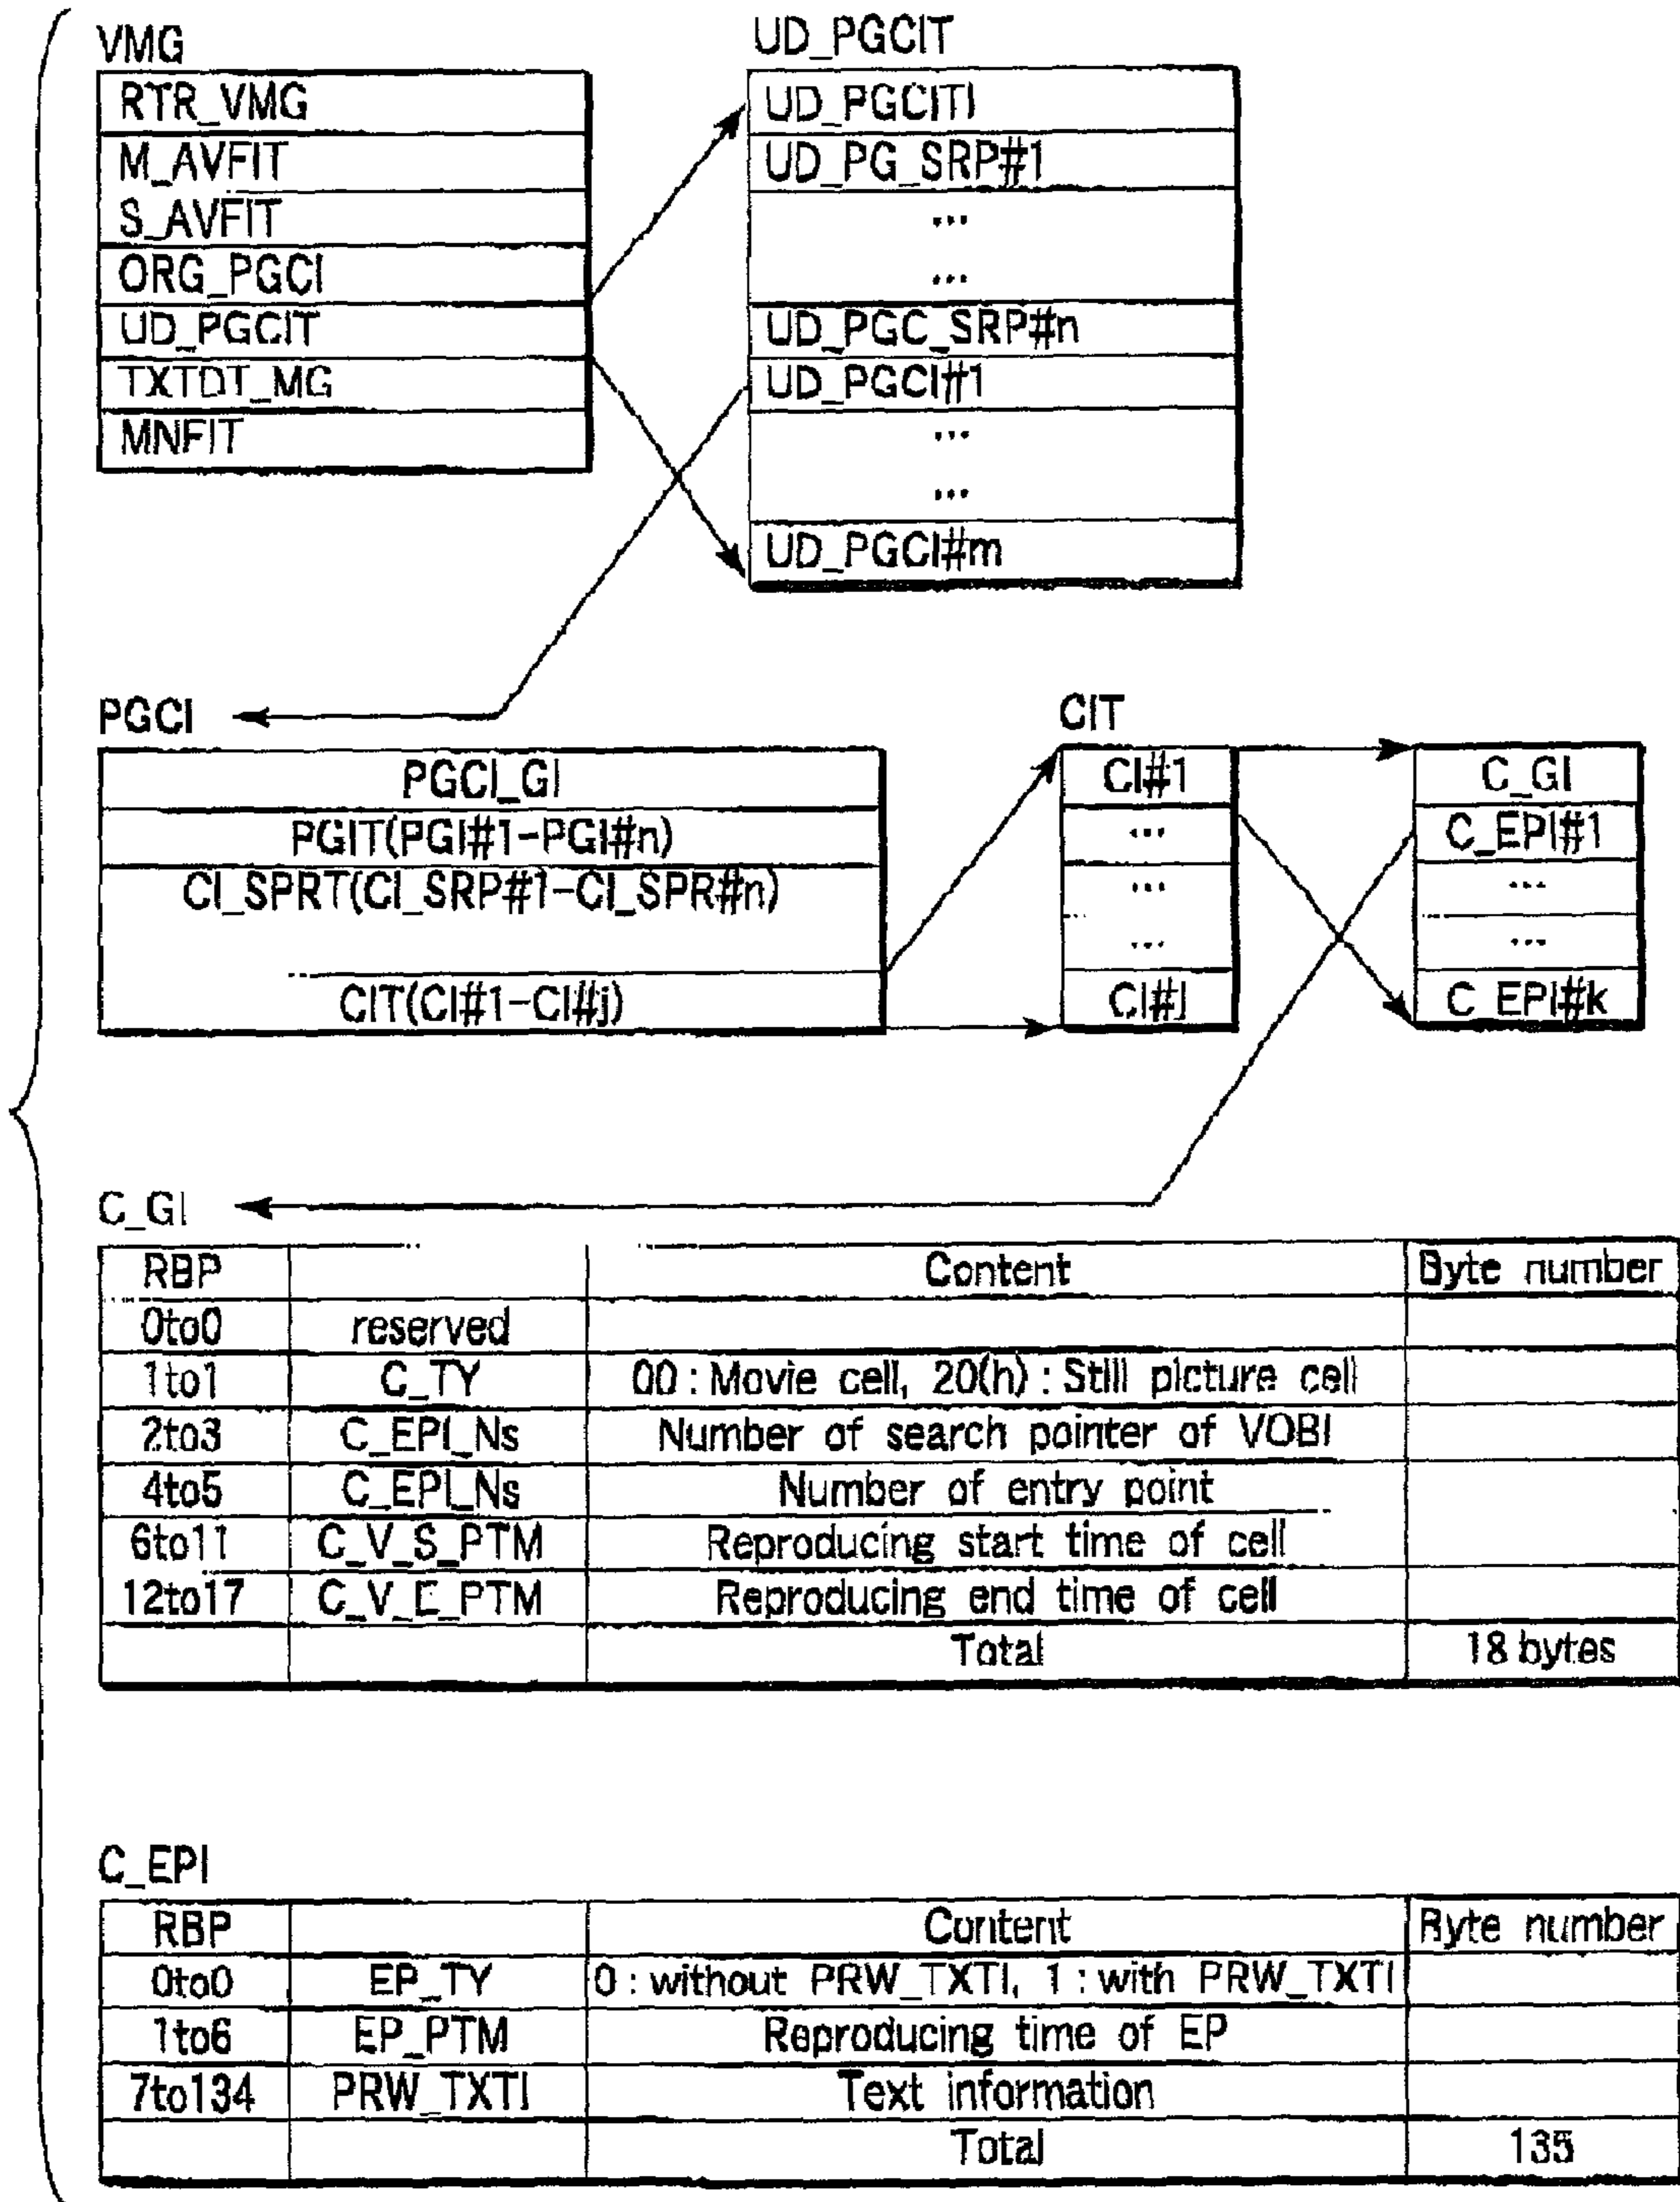 VMG
RTR_VMG
M_AVFIT
S_AVFIT
ORG_PGCI
UD_PGCIT
TXTDT_MG
MNFIT
UD_PGCIT
UD_PGCITI
UD_PG_SRP#1
...
...
UD_PGC_SRP#n
UD_PGCI#1
...
...
UD_PGCI#m
PGCI
PGCI_GI
PGIT(PGI#1-PGI#n)
CI_SPRT(CI_SRP#1-CI_SPR#n)
CIT(CI#1-CI#j)
CIT
CI#1
...
...
...
CI#j
C_GI
C_EPI#1
...
...
C_EPI#k
C_GI
RBP Content Byte number
0to0 reserved
1to1 C_TY 00 : Movie cell, 20(h) : Still picture cell
2to3 C_EPI_Ns Number of search pointer of VOBI
4to5 C_EPI_Ns Number of entry point
6to11 C_V_S_PTM Reproducing start time of cell
12to17 C_V_E_PTM Reproducing end time of cell
Total 18 bytes
C_EPI
RBP Content Byte number
0to0 EP_TY 0 : without PRW_TXTI, 1 : with PRW_TXTI
1to6 EP_PTM Reproducing time of EP
7to134 PRW_TXTI Text information
Total 135